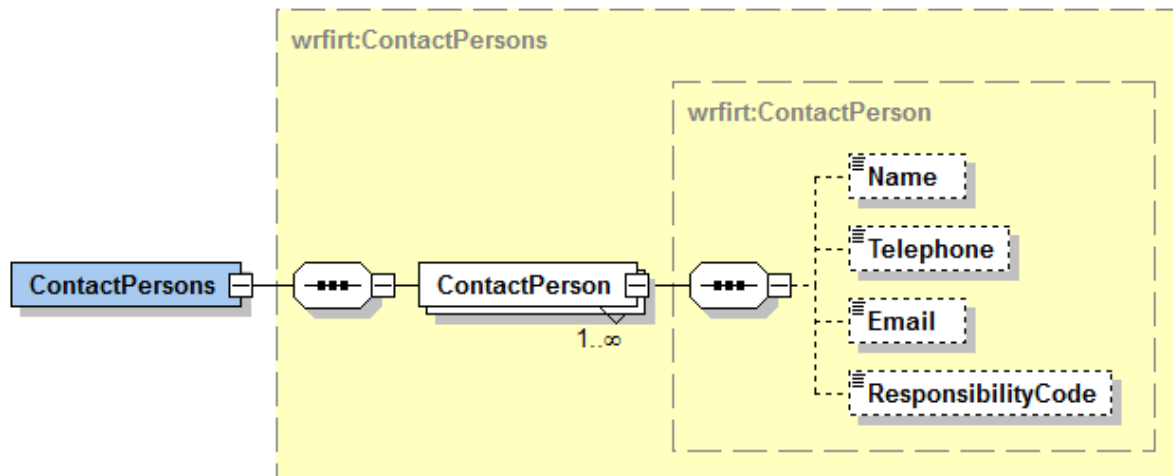 wrfirt:ContactPersons
wrfirt:ContactPerson
Name
Telephone
ContactPersons
ContactPerson
1..∞
Email
ResponsibilityCode